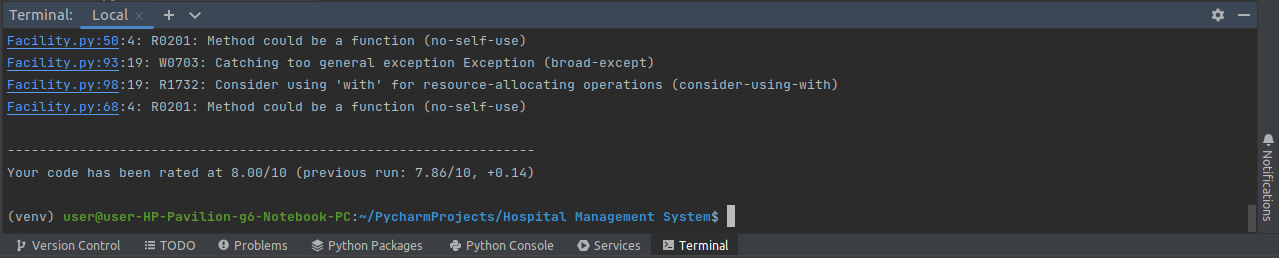 Terminal: Local
Facility.py:50:4: R0201: Method could be a function (no-self-use)
Facility.py:93:19: W0703: Catching too general exception Exception (broad-except)
Facility.py:98:19: R1732: Consider using 'with' for resource-allocating operations (consider-using-with)
Facility.py:68:4: R0201: Method could be a function (no-self-use)
------------------------------------------------------------------
Your code has been rated at 8.00/10 (previous run: 7.86/10, +0.14)
(venv) user@user-HP-Pavilion-g6-Notebook-PC:~/PycharmProjects/Hospital Management System$
Notifications
Version Control TODO Problems Python Packages Python Console Services Terminal